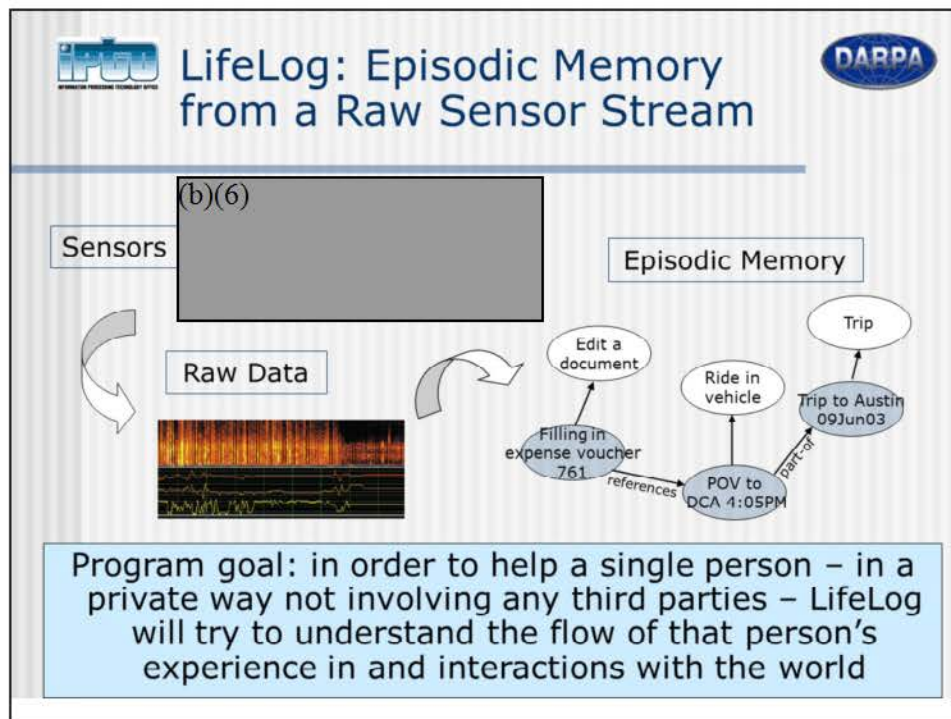 ipto
INFORMATION PROCESSING TECHNOLOGY OFFICE
LifeLog: Episodic Memory
from a Raw Sensor Stream
DARPA
(b)(6)
Sensors
Episodic Memory
Raw Data
Edit a
document
Ride in
vehicle
Trip
Trip to Austin
09Jun03
Filling in
expense voucher
761
references
POV to
DCA 4:05PM
part-of
Program goal: in order to help a single person – in a
private way not involving any third parties – LifeLog
will try to understand the flow of that person's
experience in and interactions with the world